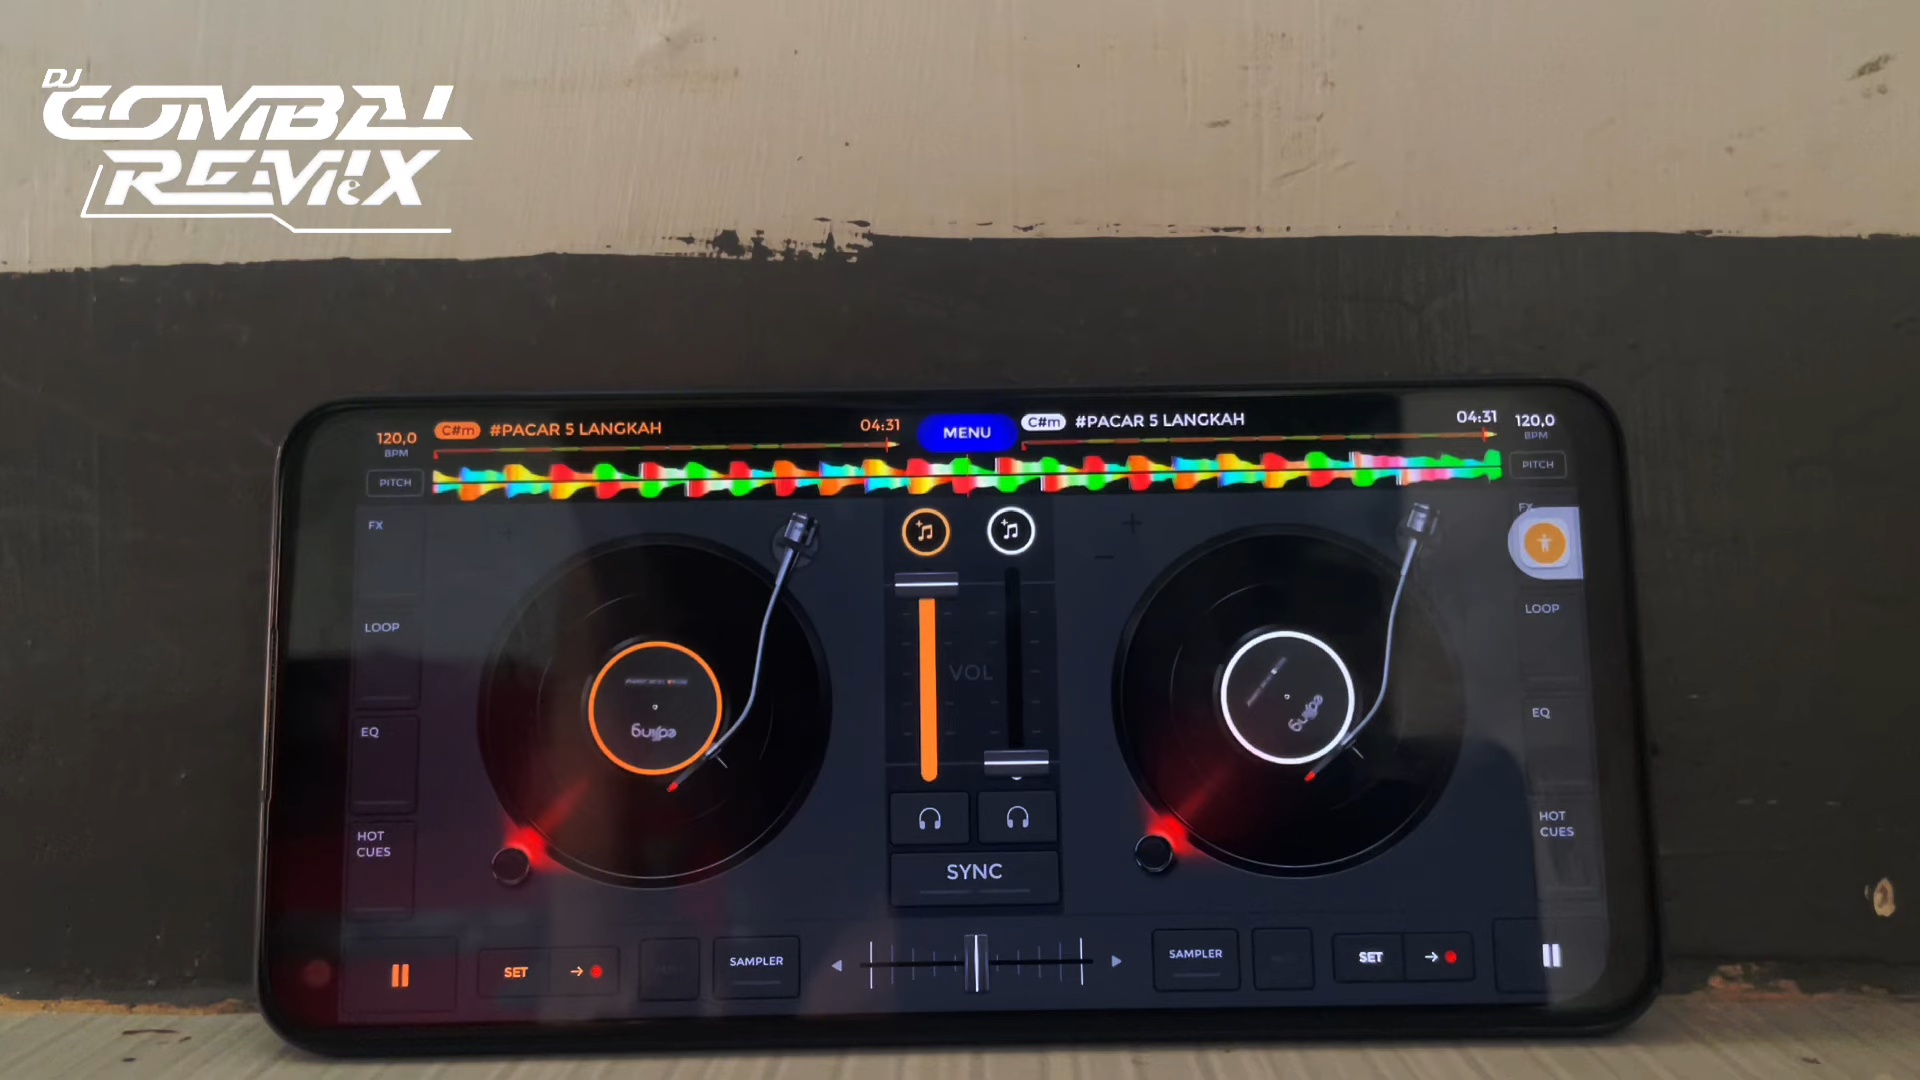 DJ
GOMBAL
REMIX
120,0
BPM
C#m
#PACAR 5 LANGKAH
04:31
MENU
C#m
#PACAR 5 LANGKAH
04:31
120,0
BPM
PITCH
PITCH
FX
FX
LOOP
LOOP
VOL
edjing
edjing
EQ
EQ
HOT
CUES
HOT
CUES
SYNC
SET
SAMPLER
SAMPLER
SET